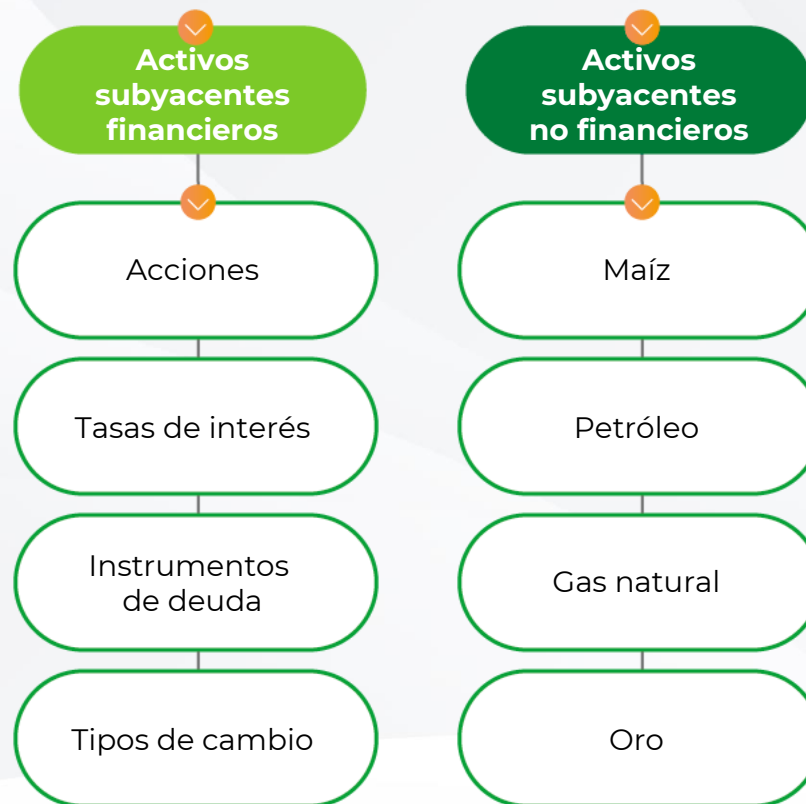 Activos
subyacentes
financieros
Acciones
Tasas de interés
Instrumentos
de deuda
Tipos de cambio
Activos
subyacentes
no financieros
Maíz
Petróleo
Gas natural
Oro